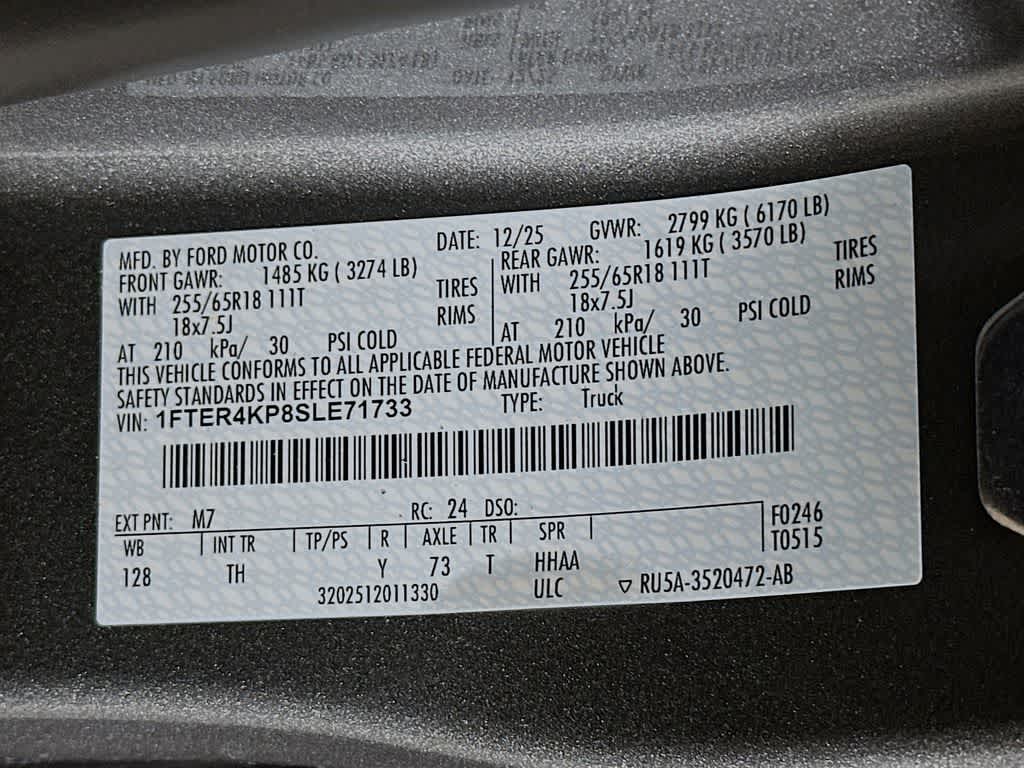 MFD. BY FORD MOTOR CO. DATE: 12/25 GVWR: 2799 KG ( 6170 LB)
FRONT GAWR: 1485 KG ( 3274 LB)
WITH 255/65R18 111T TIRES
18x7.5J RIMS
AT 210 kPa/ 30 PSI COLD
REAR GAWR: 1619 KG ( 3570 LB)
WITH 255/65R18 111T TIRES
18x7.5J RIMS
AT 210 kPa/ 30 PSI COLD
THIS VEHICLE CONFORMS TO ALL APPLICABLE FEDERAL MOTOR VEHICLE
SAFETY STANDARDS IN EFFECT ON THE DATE OF MANUFACTURE SHOWN ABOVE.
VIN: 1FTER4KP8SLE71733 TYPE: Truck
EXT PNT: M7 RC: 24 DSO:
WB INT TR TP/PS R AXLE TR SPR
128 TH Y 73 T HHAA
F0246
T0515
3202512011330 ULC RU5A-3520472-AB